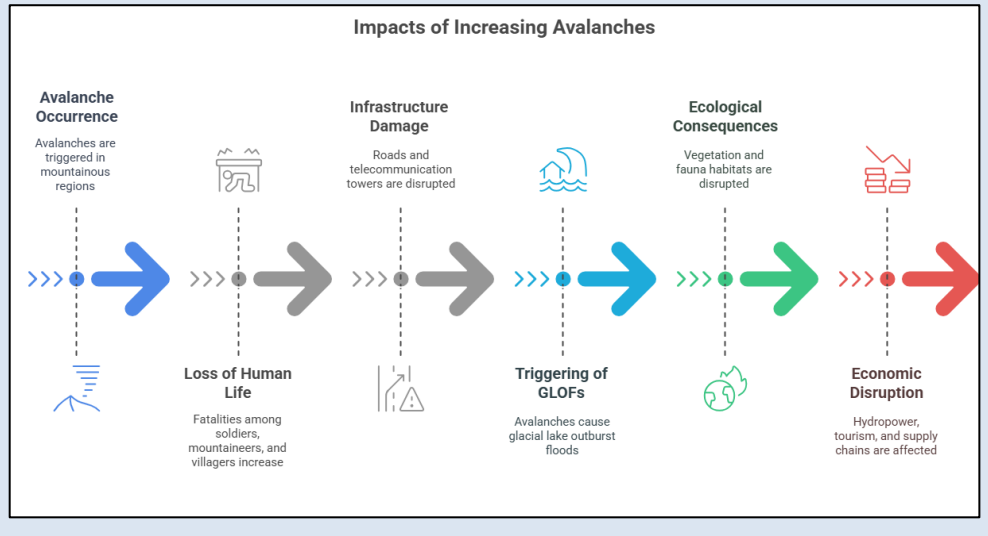 Impacts of Increasing Avalanches
Avalanche
Occurrence
Avalanches are
triggered in
mountainous
regions
Loss of Human
Life
Fatalities among
soldiers,
mountaineers, and
villagers increase
Infrastructure
Damage
Roads and
telecommunication
towers are disrupted
Triggering of
GLOFs
Avalanches cause
glacial lake outburst
floods
Ecological
Consequences
Vegetation and
fauna habitats are
disrupted
Economic
Disruption
Hydropower,
tourism, and supply
chains are affected